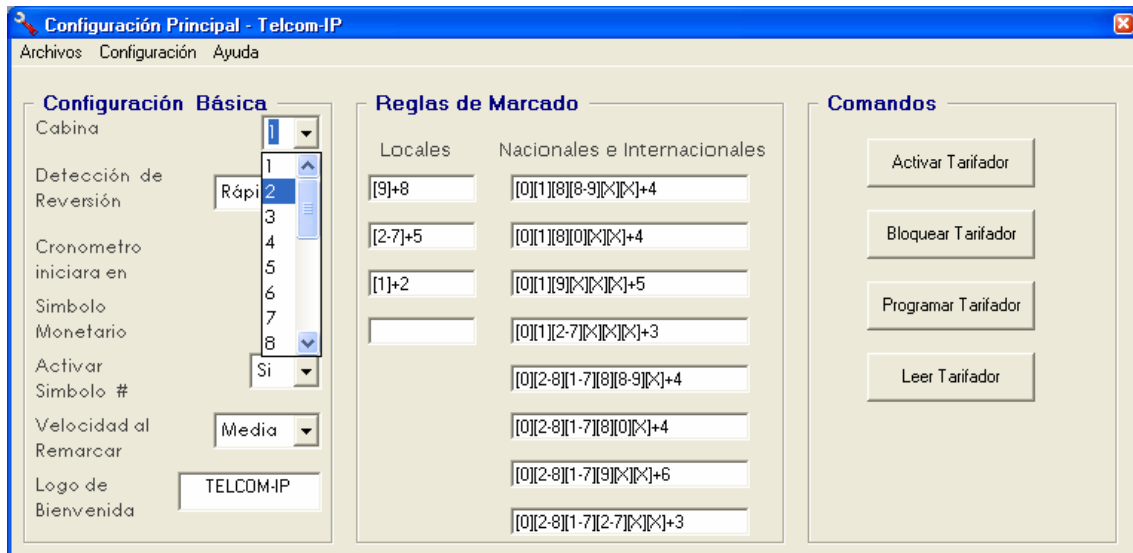 Configuración Principal - Telcom-IP
Archivos Configuración Ayuda
Configuración Básica
Cabina
1
1
2
3
4
5
6
7
8
Detección de
Reversión
Rápi
Cronometro
iniciara en
Simbolo
Monetario
Activar
Simbolo #
Si
Velocidad al
Remarcar
Media
Logo de
Bienvenida
TELCOM-IP
Reglas de Marcado
Locales
[9]+8
[2-7]+5
[1]+2
Nacionales e Internacionales
[0][1][8][8-9][X][X]+4
[0][1][8][0][X][X]+4
[0][1][9][X][X][X]+5
[0][1][2-7][X][X][X]+3
[0][2-8][1-7][8][8-9][X]+4
[0][2-8][1-7][8][0][X]+4
[0][2-8][1-7][9][X][X]+6
[0][2-8][1-7][2-7][X][X]+3
Comandos
Activar Tarifador
Bloquear Tarifador
Programar Tarifador
Leer Tarifador